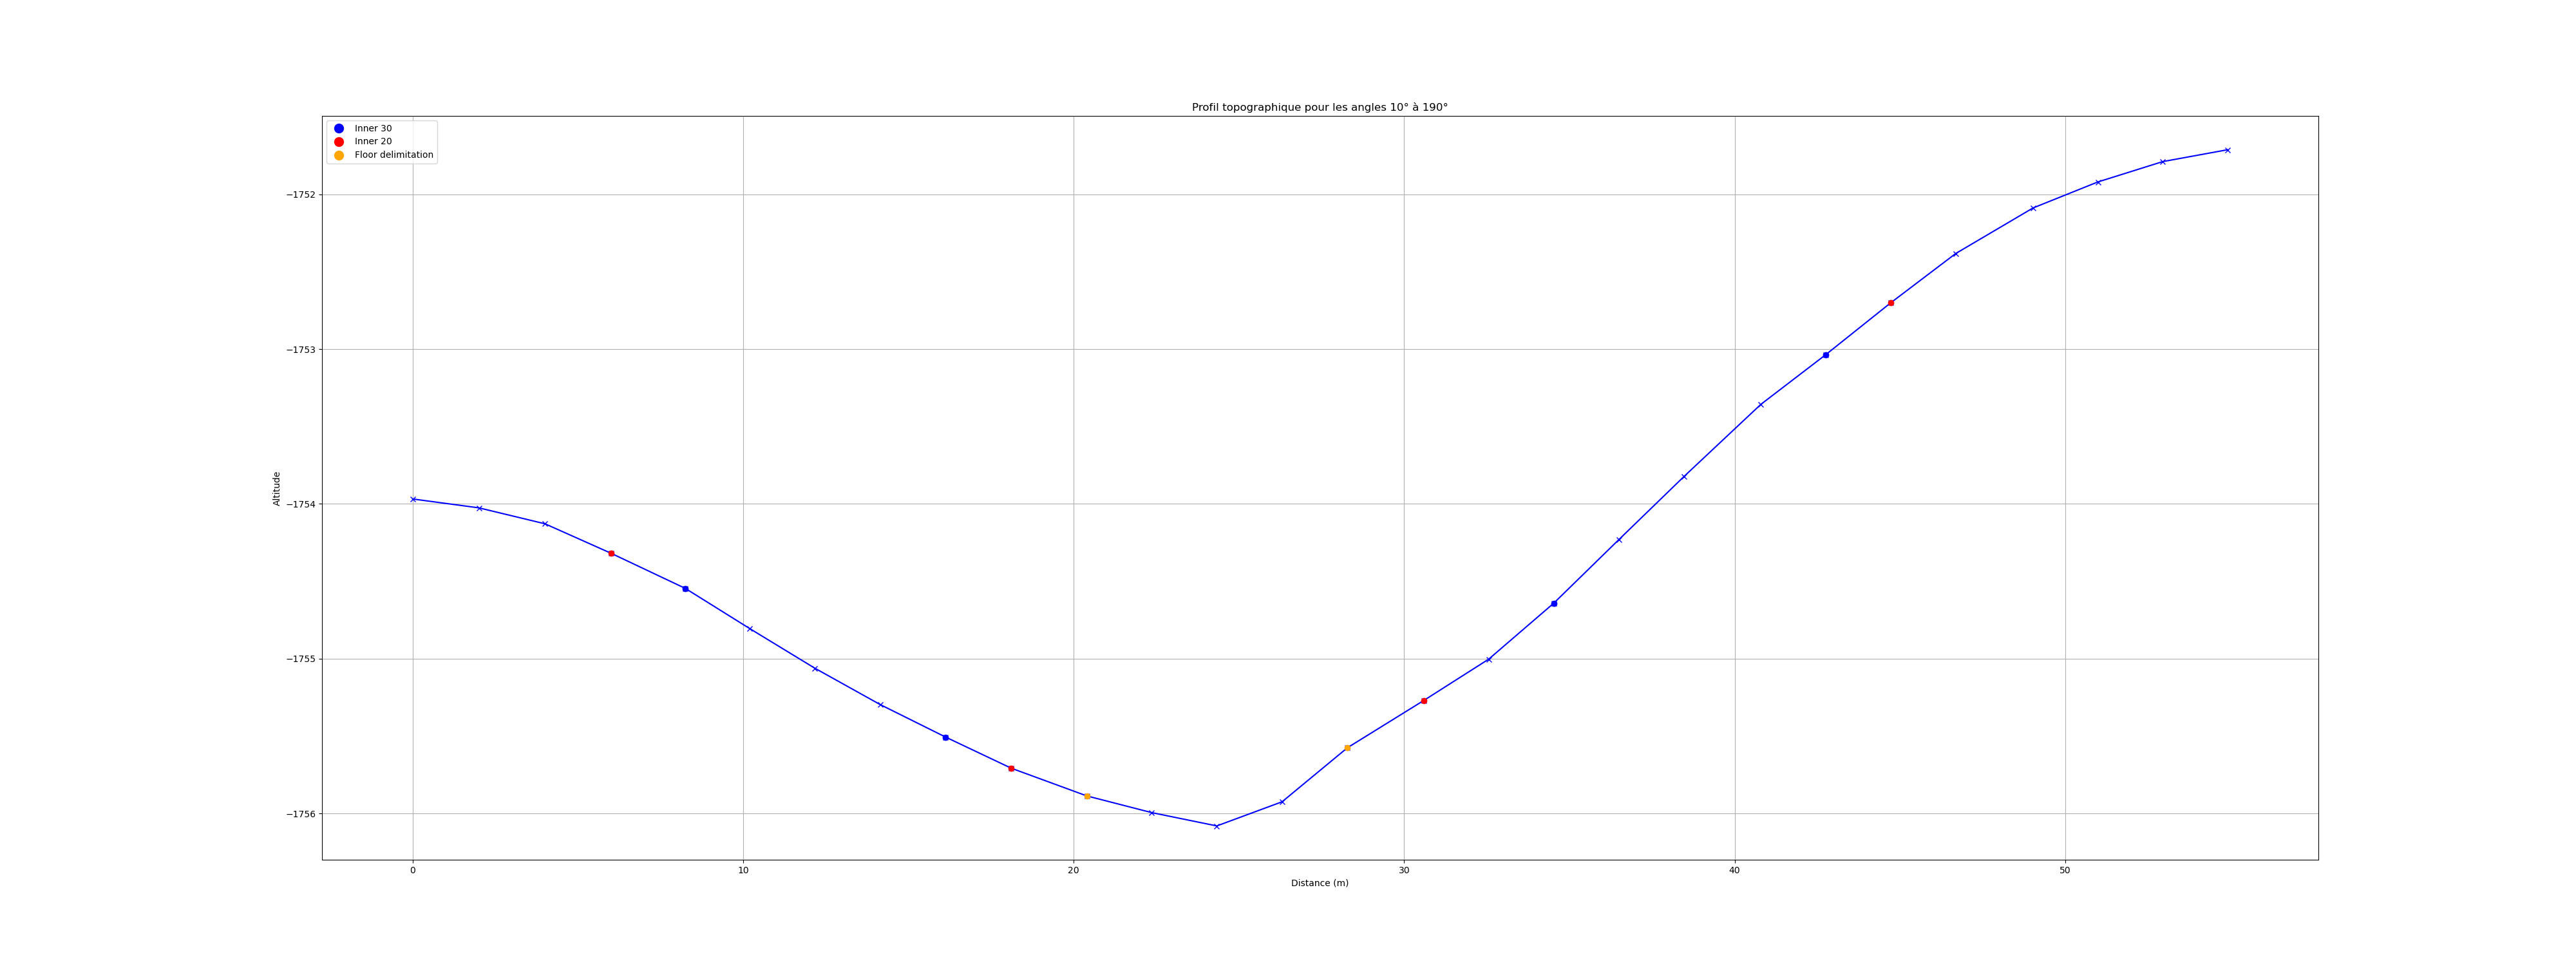 Profil topographique pour les angles 10° à 190°
Inner 30
Inner 20
Floor delimitation
−1752
−1753
−1754
−1755
−1756
Altitude
0 10 20 30 40 50
Distance (m)